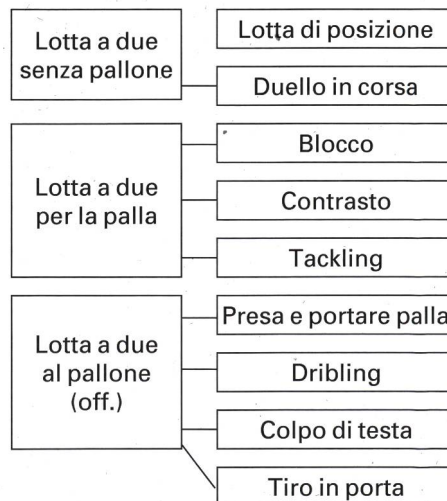 Lotta a due
senza pallone
Lotta di posizione
Duello in corsa
Lotta a due
per la palla
Blocco
Contrasto
Tackling
Lotta a due
al pallone
(off.)
Presa e portare palla
Dribling
Colpo di testa
Tiro in porta